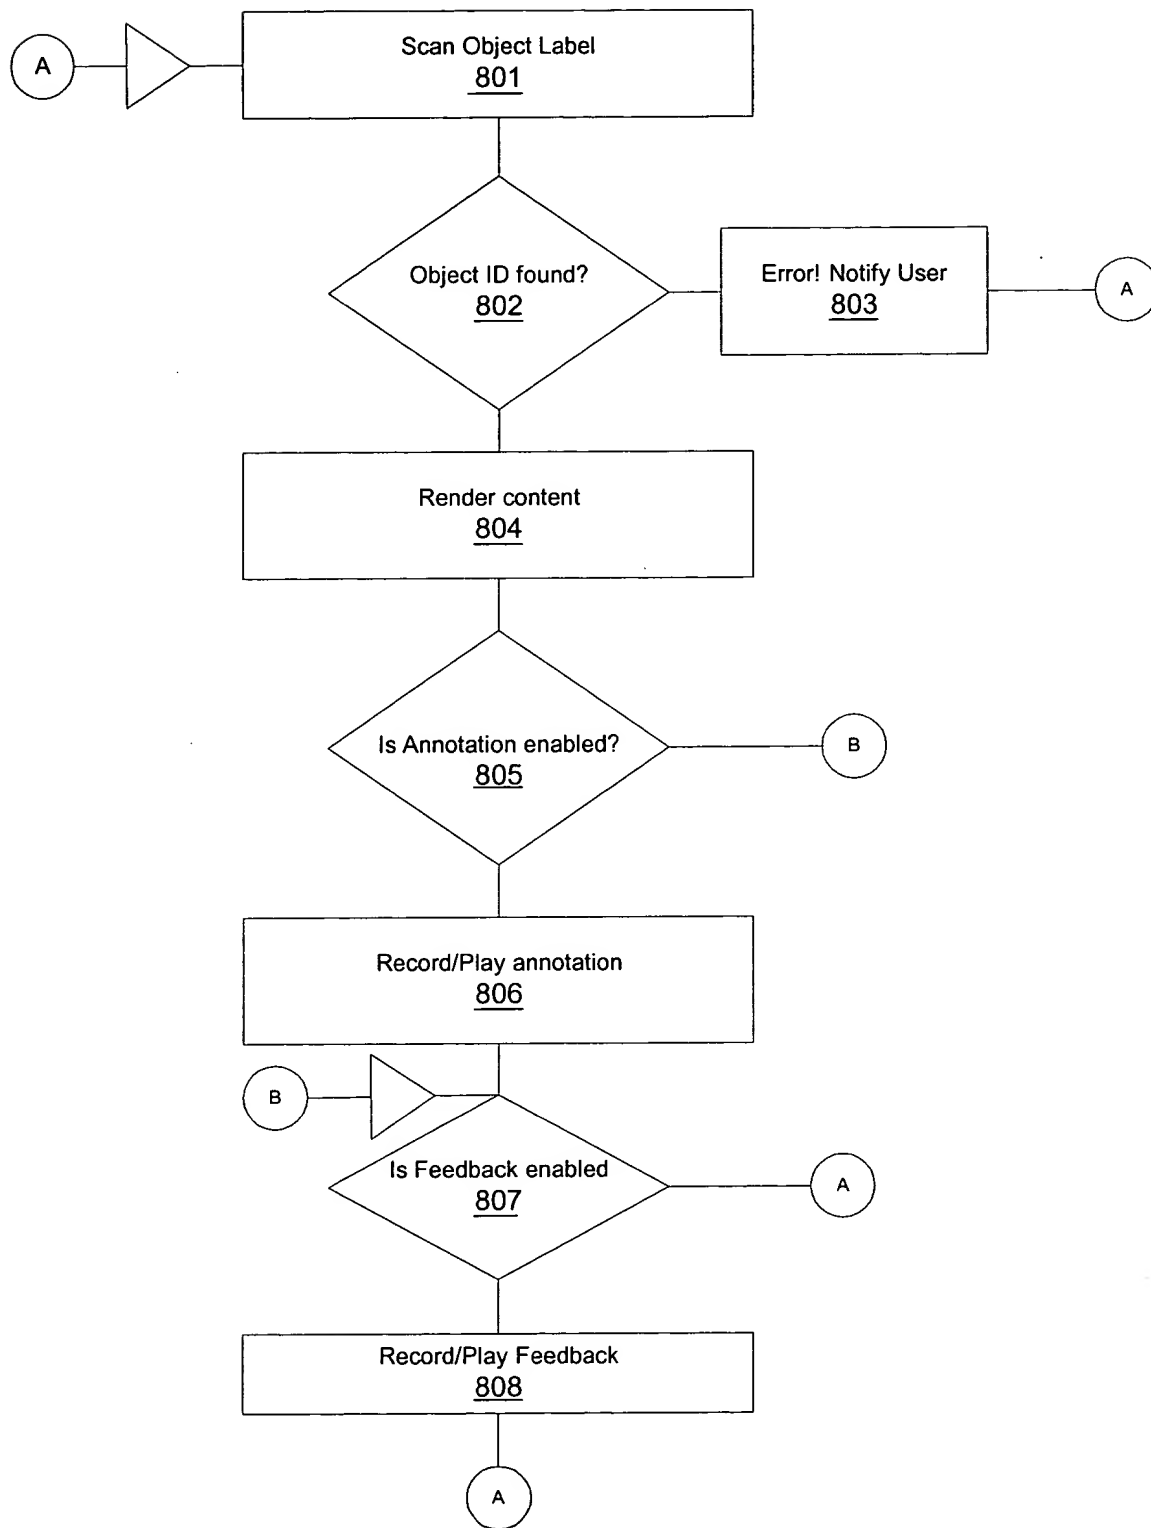 A
Scan Object Label
801
Object ID found?
802
Error! Notify User
803
A
Render content
804
Is Annotation enabled?
805
B
Record/Play annotation
806
B
Is Feedback enabled
807
A
Record/Play Feedback
808
A